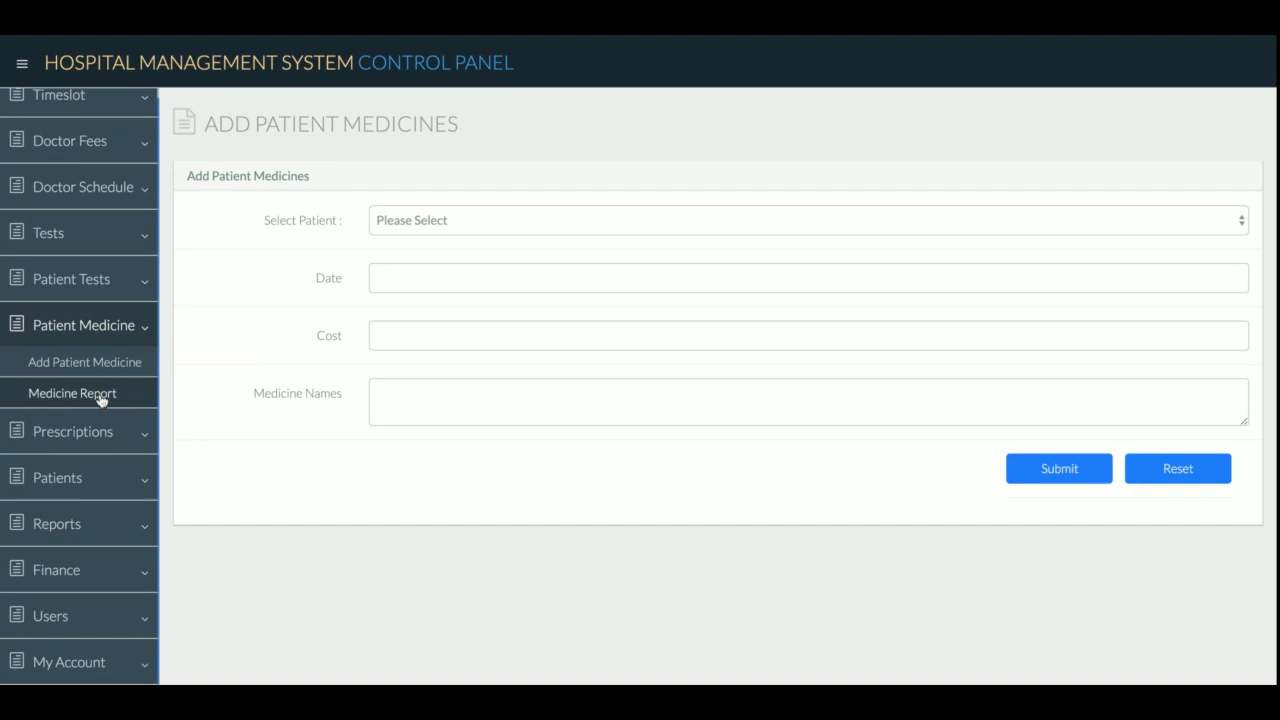 HOSPITAL MANAGEMENT SYSTEM CONTROL PANEL
Timeslot
Doctor Fees
Doctor Schedule
Tests
Patient Tests
Patient Medicine
Add Patient Medicine
Medicine Report
Prescriptions
Patients
Reports
Finance
Users
My Account
ADD PATIENT MEDICINES
Add Patient Medicines
Select Patient : Please Select
Date
Cost
Medicine Names
Submit Reset